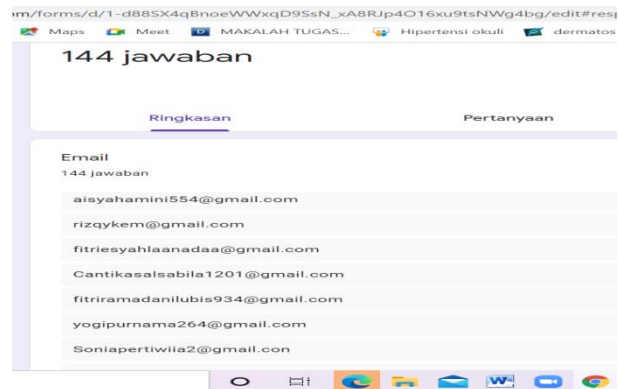 om/forms/d/1-d88SX4qBnoeWWxqD9SsN_xA8RJp4O16xu9tsNWg4bg/edit#resp
Maps Meet MAKALAH TUGAS... Hipertensi okuli dermatos
144 jawaban
Ringkasan Pertanyaan
Email
144 jawaban
aisyahamini554@gmail.com
rizqykem@gmail.com
fitriesyahlaanadaa@gmail.com
Cantikasalsabila1201@gmail.com
fitriramadanilubis934@gmail.com
yogipurnama264@gmail.com
Soniapertiwiia2@gmail.con